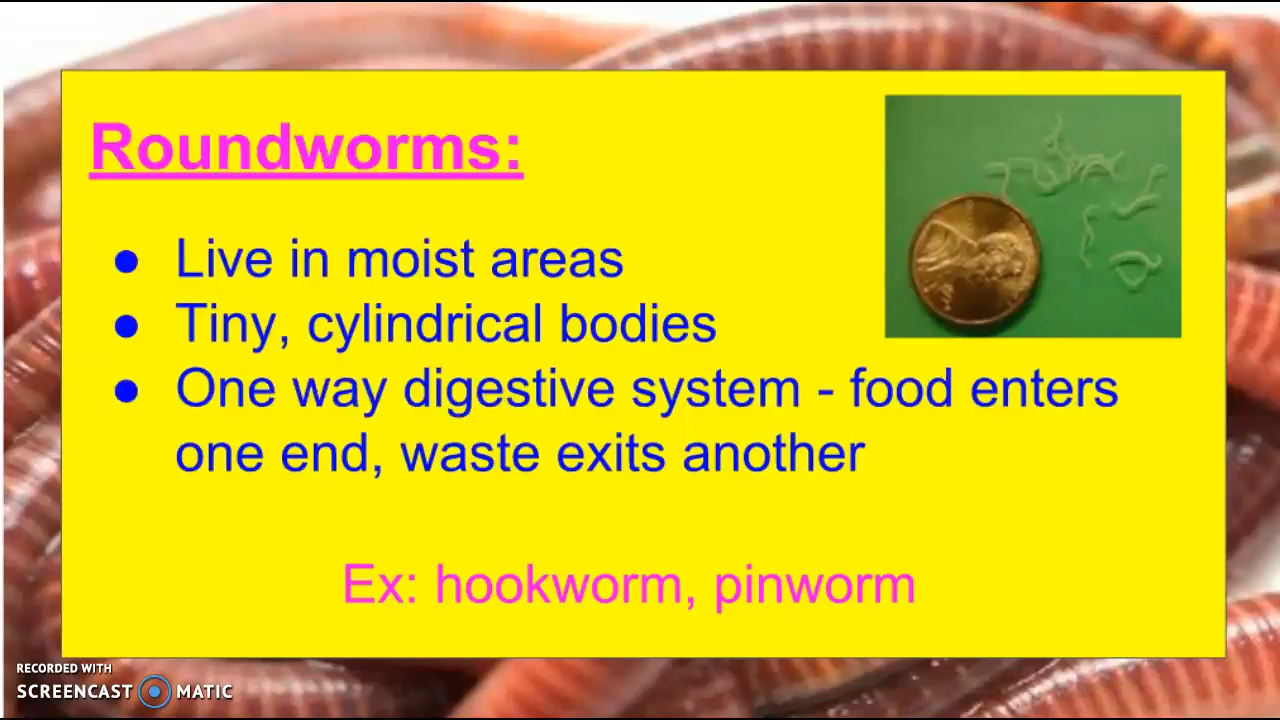 Roundworms:
● Live in moist areas
● Tiny, cylindrical bodies
● One way digestive system - food enters
one end, waste exits another
Ex: hookworm, pinworm
RECORDED WITH
SCREENCAST MATIC